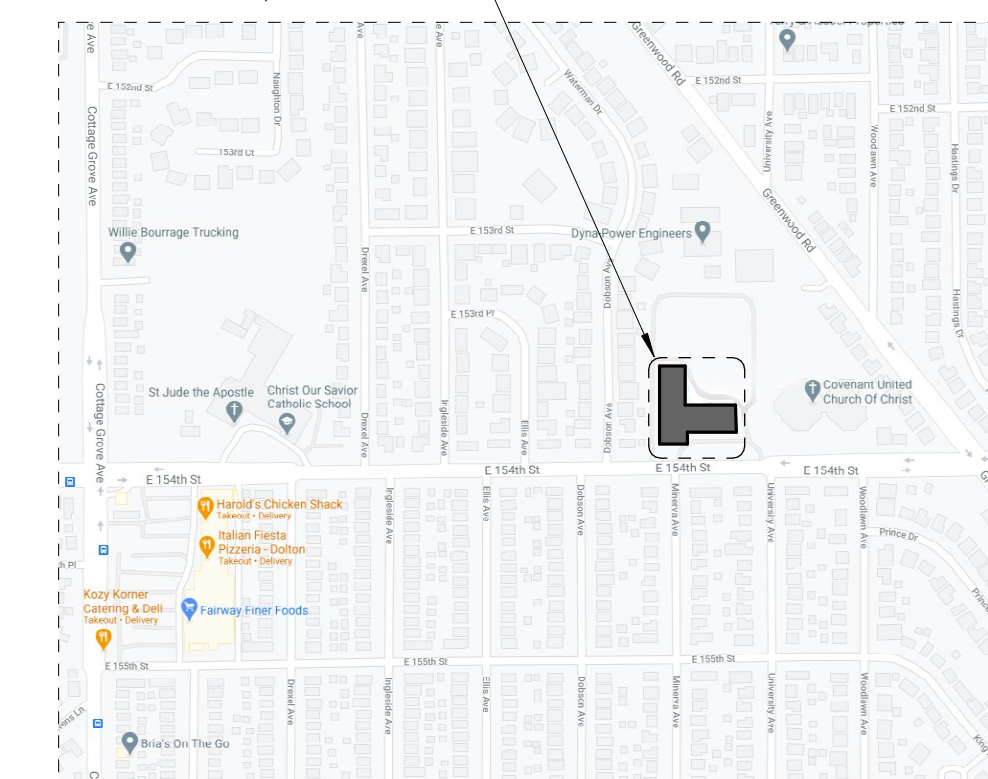 e Ave
Ave
e Ave
Greenwood Rd
E 152nd St
Naughton Dr
Waterman Dr
E 152nd St
E 152nd St
Cottage Grove Ave
University Ave
Woodlawn Ave
Hastings Dr
153rd Ct
Greenwood Rd
Willie Bourrage Trucking
E 153rd St
Dyna-Power Engineers
Drexel Ave
Dobson Ave
Hastings Dr
E 153rd Pl
St Jude the Apostle
Christ Our Savior
Catholic School
Covenant United
Church Of Christ
Cottage Grove Ave
Drexel Ave
Ingleside Ave
Ellis Ave
Dobson Ave
E 154th St
E 154th St
E 154th St
E 154th St
Harold's Chicken Shack
Takeout • Delivery
Italian Fiesta
Pizzeria - Dolton
Takeout • Delivery
Ingleside Ave
Ellis Ave
Dobson Ave
Minerva Ave
University Ave
Woodlawn Ave
Prince Dr
h Pl
Kozy Korner
Catering & Deli
Takeout • Delivery
Fairway Finer Foods
E 155th St
E 155th St
E 155th St
Drexel Ave
Ingleside Ave
Ellis Ave
Dobson Ave
Minerva Ave
University Ave
Woodlawn Ave
ens Ln
Bria's On The Go
King